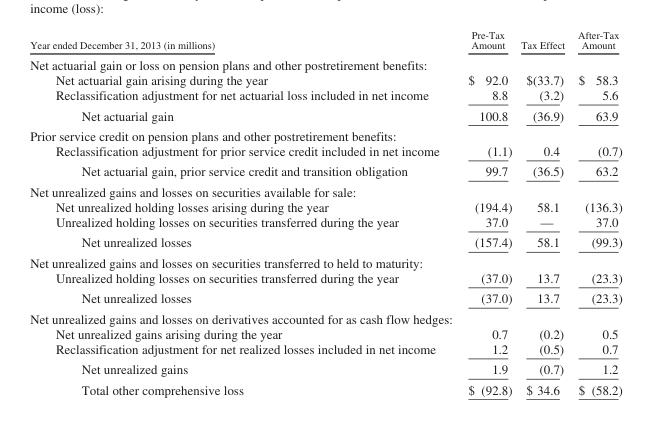 income (loss):
Pre-Tax After-Tax
Year ended December 31, 2013 (in millions) Amount Tax Effect Amount
Net actuarial gain or loss on pension plans and other postretirement benefits:
Net actuarial gain arising during the year $ 92.0 $(33.7) $ 58.3
Reclassification adjustment for net actuarial loss included in net income 8.8 (3.2) 5.6
Net actuarial gain 100.8 (36.9) 63.9
Prior service credit on pension plans and other postretirement benefits:
Reclassification adjustment for prior service credit included in net income (1.1) 0.4 (0.7)
Net actuarial gain, prior service credit and transition obligation 99.7 (36.5) 63.2
Net unrealized gains and losses on securities available for sale:
Net unrealized holding losses arising during the year (194.4) 58.1 (136.3)
Unrealized holding losses on securities transferred during the year 37.0 — 37.0
Net unrealized losses (157.4) 58.1 (99.3)
Net unrealized gains and losses on securities transferred to held to maturity:
Unrealized holding losses on securities transferred during the year (37.0) 13.7 (23.3)
Net unrealized losses (37.0) 13.7 (23.3)
Net unrealized gains and losses on derivatives accounted for as cash flow hedges:
Net unrealized gains arising during the year 0.7 (0.2) 0.5
Reclassification adjustment for net realized losses included in net income 1.2 (0.5) 0.7
Net unrealized gains 1.9 (0.7) 1.2
Total other comprehensive loss $ (92.8) $ 34.6 $ (58.2)